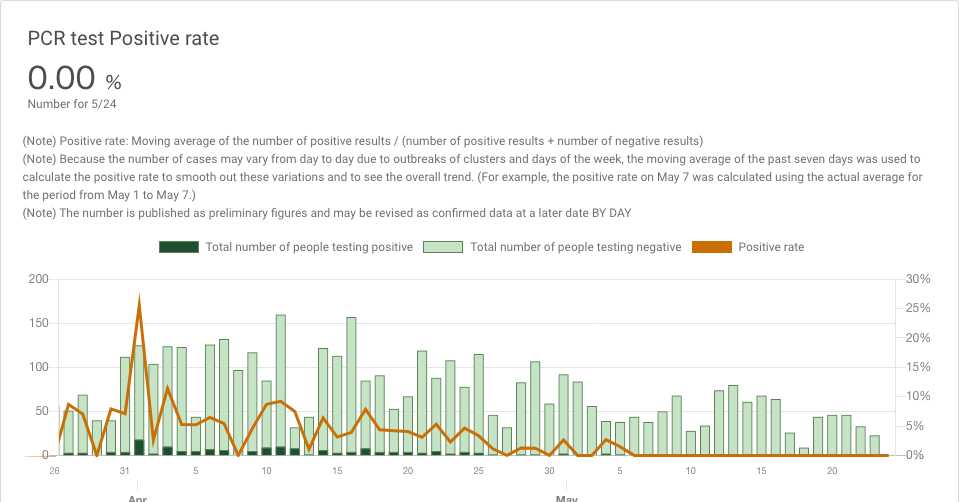 PCR test Positive rate
0.00 %
Number for 5/24
(Note) Positive rate: Moving average of the number of positive results / (number of positive results + number of negative results)
(Note) Because the number of cases may vary from day to day due to outbreaks of clusters and days of the week, the moving average of the past seven days was used to
calculate the positive rate to smooth out these variations and to see the overall trend. (For example, the positive rate on May 7 was calculated using the actual average for
the period from May 1 to May 7.)
(Note) The number is published as preliminary figures and may be revised as confirmed data at a later date BY DAY
Total number of people testing positive Total number of people testing negative Positive rate
200 30%
25%
150 20%
100 15%
50 10%
5%
0 0%
26 31 5 10 15 20 25 30 5 10 15 20
Apr May